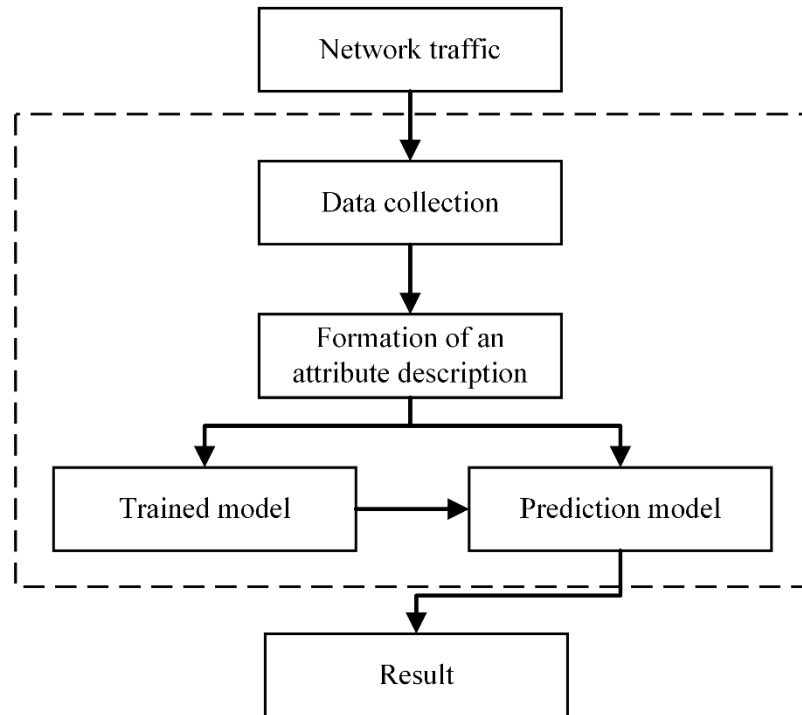 Network traffic
Data collection
Formation of an
attribute description
Trained model
Prediction model
Result